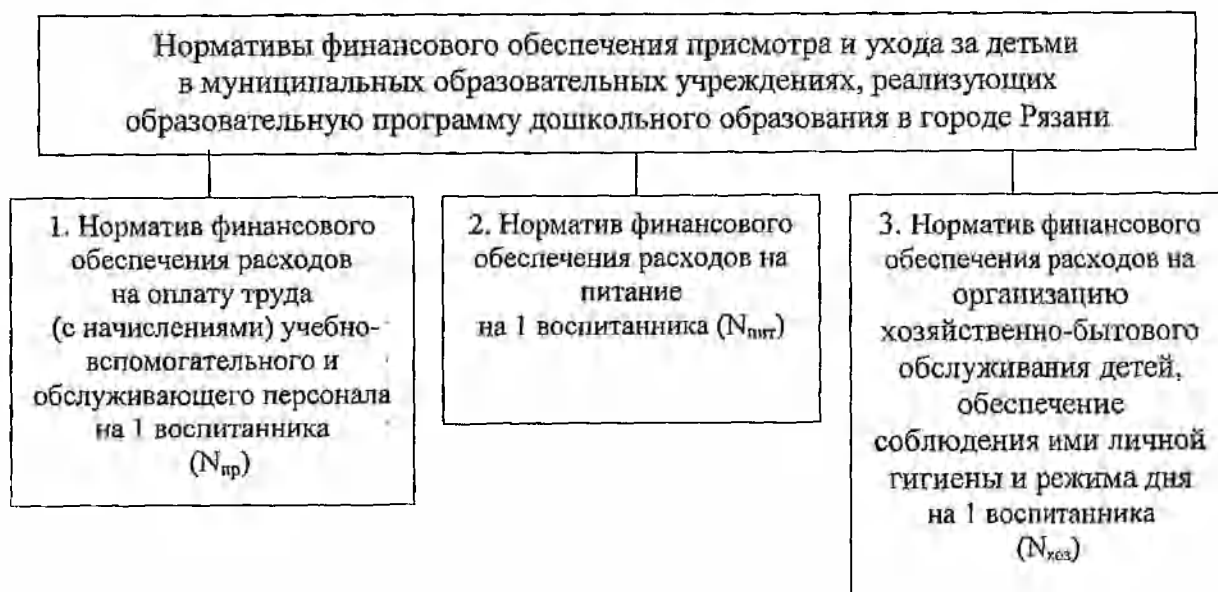 Нормативы финансового обеспечения присмотра и ухода за детьми
в муниципальных образовательных учреждениях, реализующих
образовательную программу дошкольного образования в городе Рязани
1. Норматив финансового
обеспечения расходов
на оплату труда
(с начислениями) учебно-
вспомогательного и
обслуживающего персонала
на 1 воспитанника
(Nпр)
2. Норматив финансового
обеспечения расходов на
питание
на 1 воспитанника (Nпит)
3. Норматив финансового
обеспечения расходов на
организацию
хозяйственно-бытового
обслуживания детей,
обеспечение
соблюдения ими личной
гигиены и режима дня
на 1 воспитанника
(Nхоз)